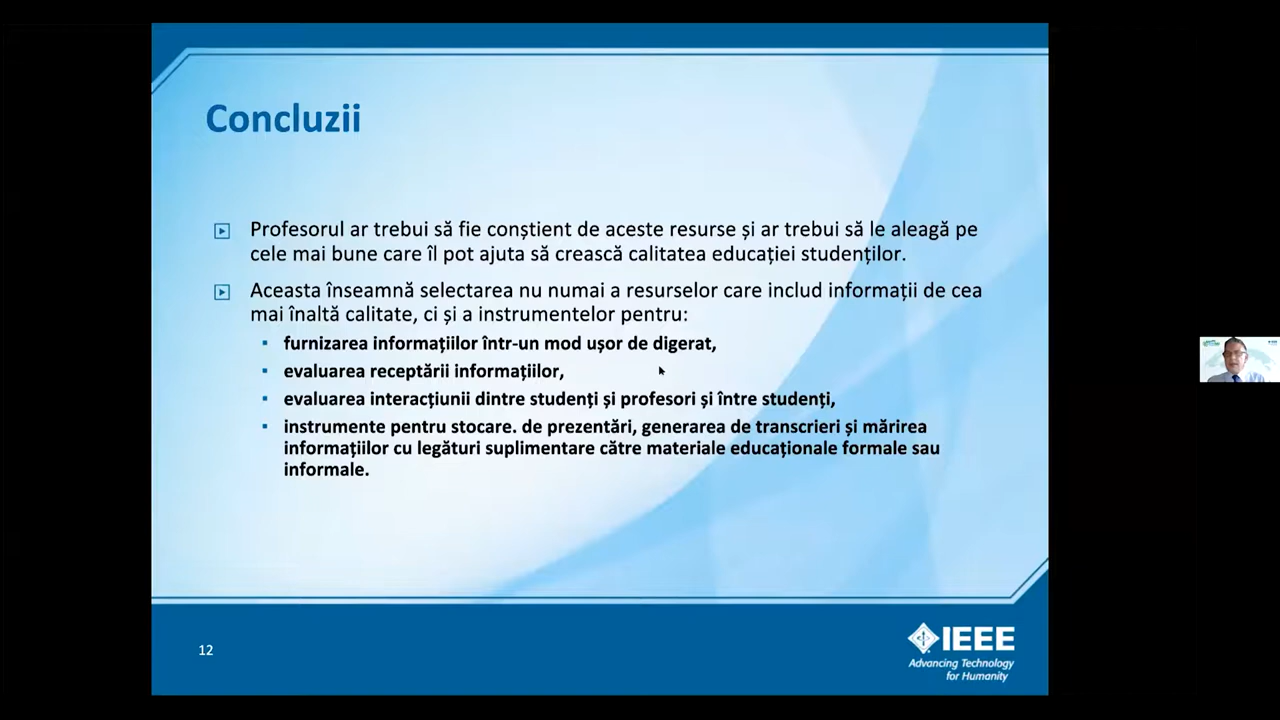 Concluzii
Profesorul ar trebui să fie conștient de aceste resurse și ar trebui să le aleagă pe
cele mai bune care îl pot ajuta să crească calitatea educației studenților.
Aceasta înseamnă selectarea nu numai a resurselor care includ informații de cea
mai înaltă calitate, ci și a instrumentelor pentru:
furnizarea informațiilor într-un mod ușor de digerat,
evaluarea receptării informațiilor,
evaluarea interacțiunii dintre studenți și profesori și între studenți,
instrumente pentru stocare. de prezentări, generarea de transcrieri și mărirea
informațiilor cu legături suplimentare către materiale educaționale formale sau
informale.
12
IEEE
Advancing Technology
for Humanity